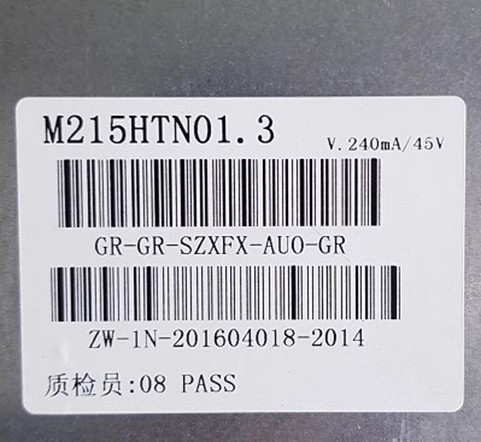 M215HTN01.3
V.240mA/45V
GR-GR-SZXFX-AUO-GR
ZW-1N-201604018-2014
质检员:08 PASS